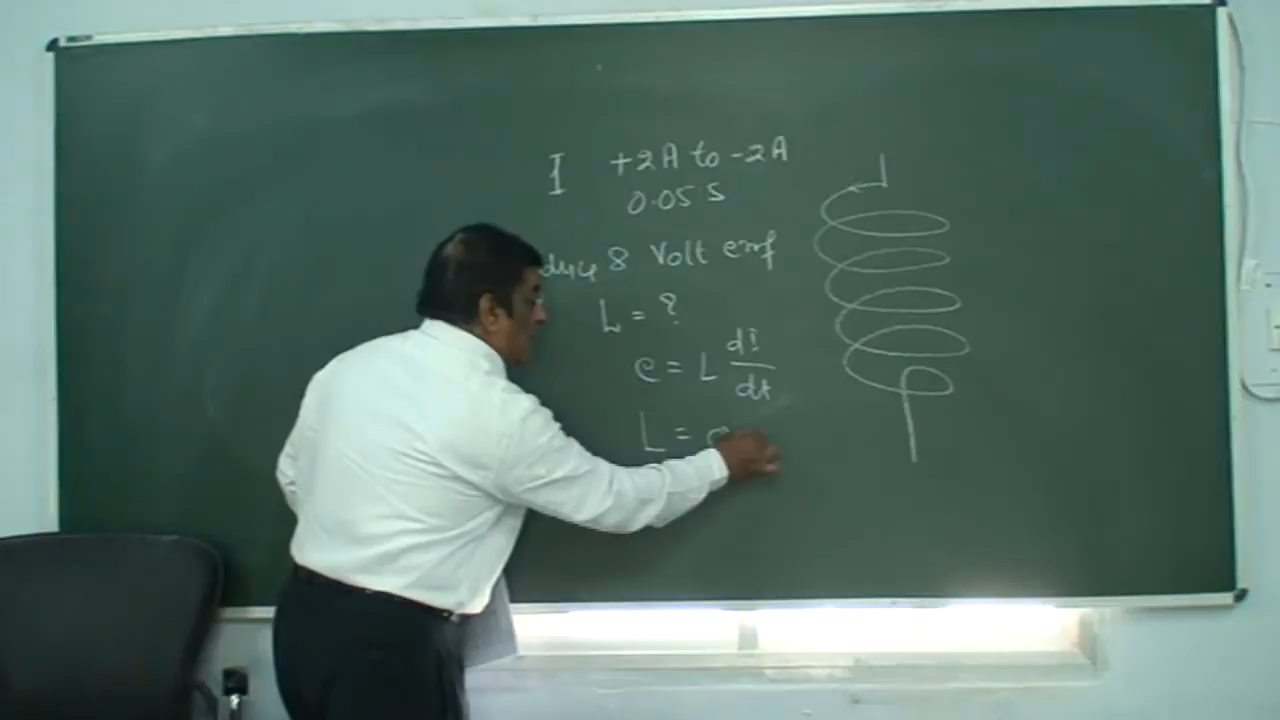 I +2A to -2A
0.05 S
8 Volt emf
L = ?
e = L dI/dt
L = e